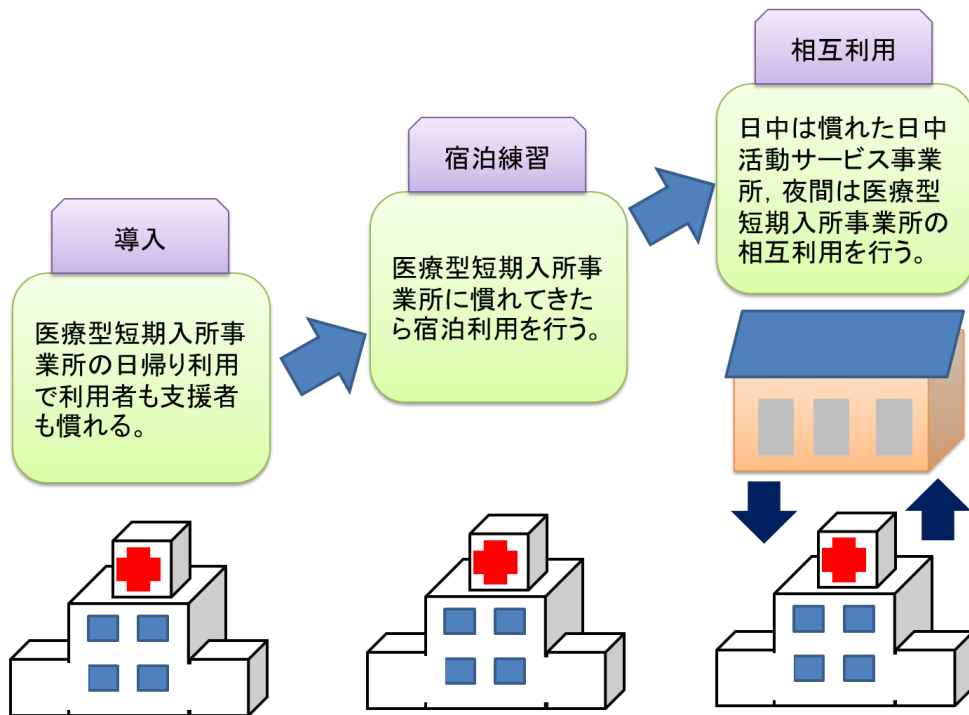 導入
医療型短期入所事
業所の日帰り利用
で利用者も支援者
も慣れる。
宿泊練習
医療型短期入所事
業所に慣れてきた
ら宿泊利用を行う。
相互利用
日中は慣れた日中
活動サービス事業
所，夜間は医療型
短期入所事業所の
相互利用を行う。